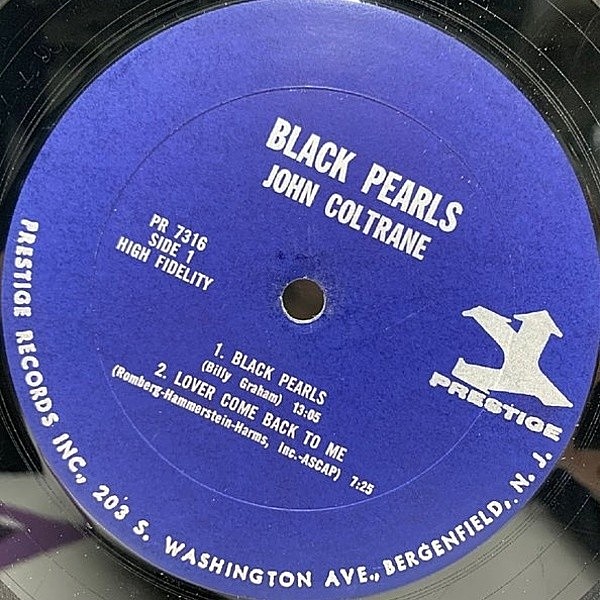 BLACK PEARLS
JOHN COLTRANE
PR 7316
SIDE 1
HIGH FIDELITY
1. BLACK PEARLS
(Billy Graham) 13:05
2. LOVER COME BACK TO ME
(Romberg-Hammerstein-Harms, Inc.-ASCAP) 7:25
PRESTIGE
PRESTIGE RECORDS INC., 203 S. WASHINGTON AVE., BERGENFIELD, N. J.